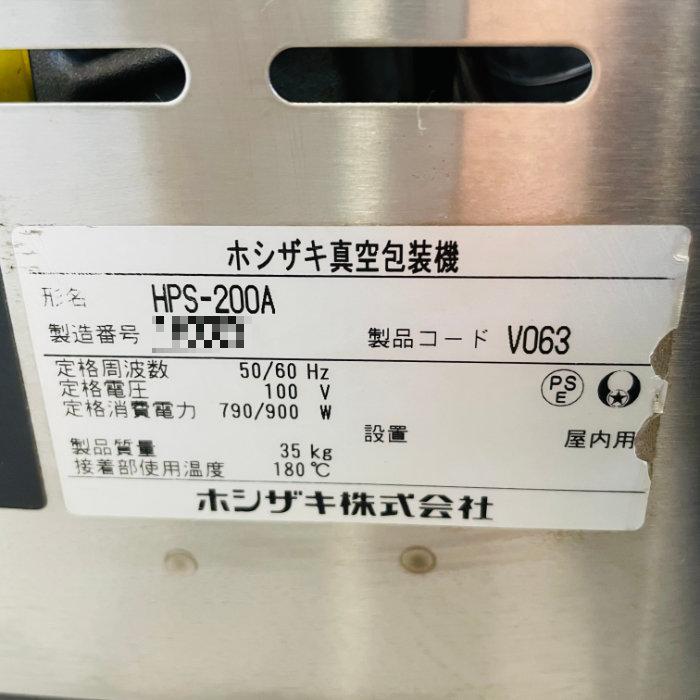 ホシザキ真空包装機
形名 HPS-200A
製造番号
製品コード V063
定格周波数 50/60 Hz
定格電圧 100 V
定格消費電力 790/900 W
PS
E
設置 屋内用
製品質量 35 kg
接着部使用温度 180℃
ホシザキ株式会社